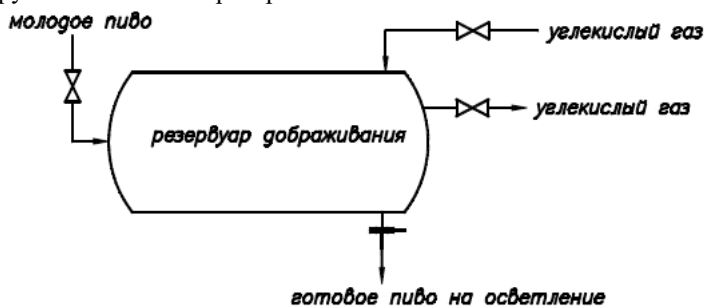 молодое пиво
углекислый газ
углекислый газ
резервуар дображивания
готовое пиво на осветление